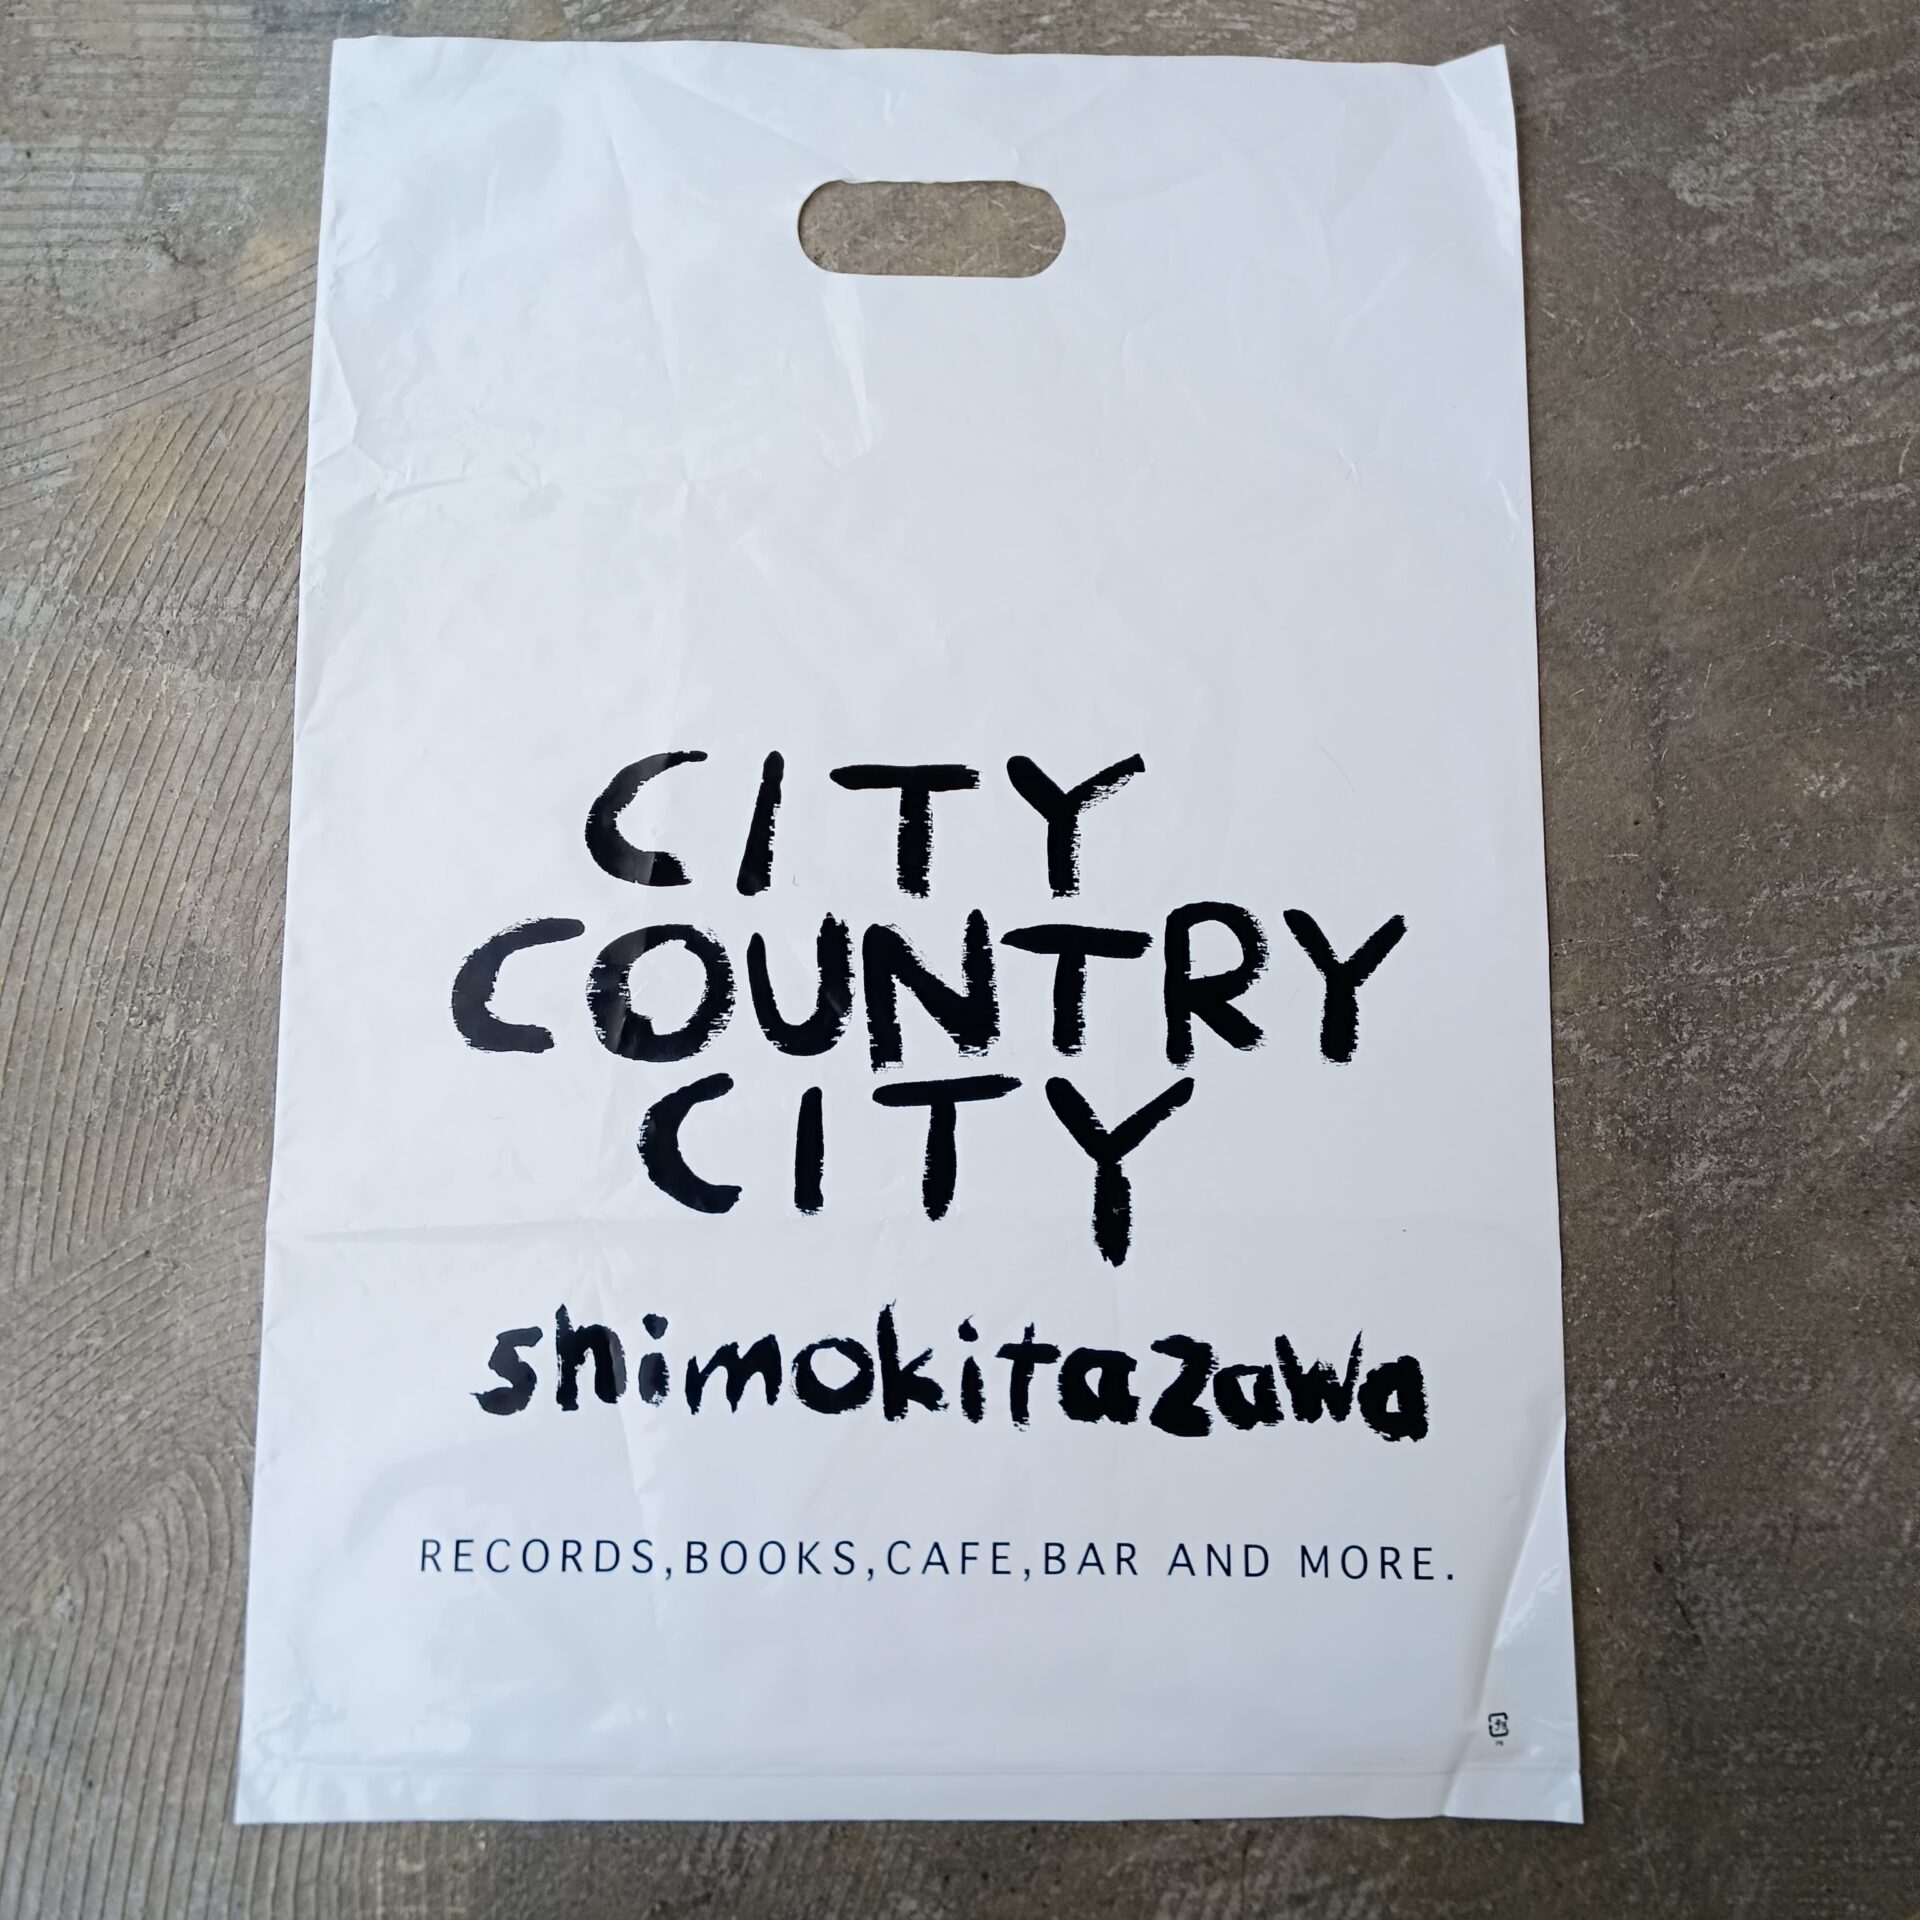 CITY
COUNTRY
CITY
shimokitazawa
RECORDS,BOOKS,CAFE,BAR AND MORE.